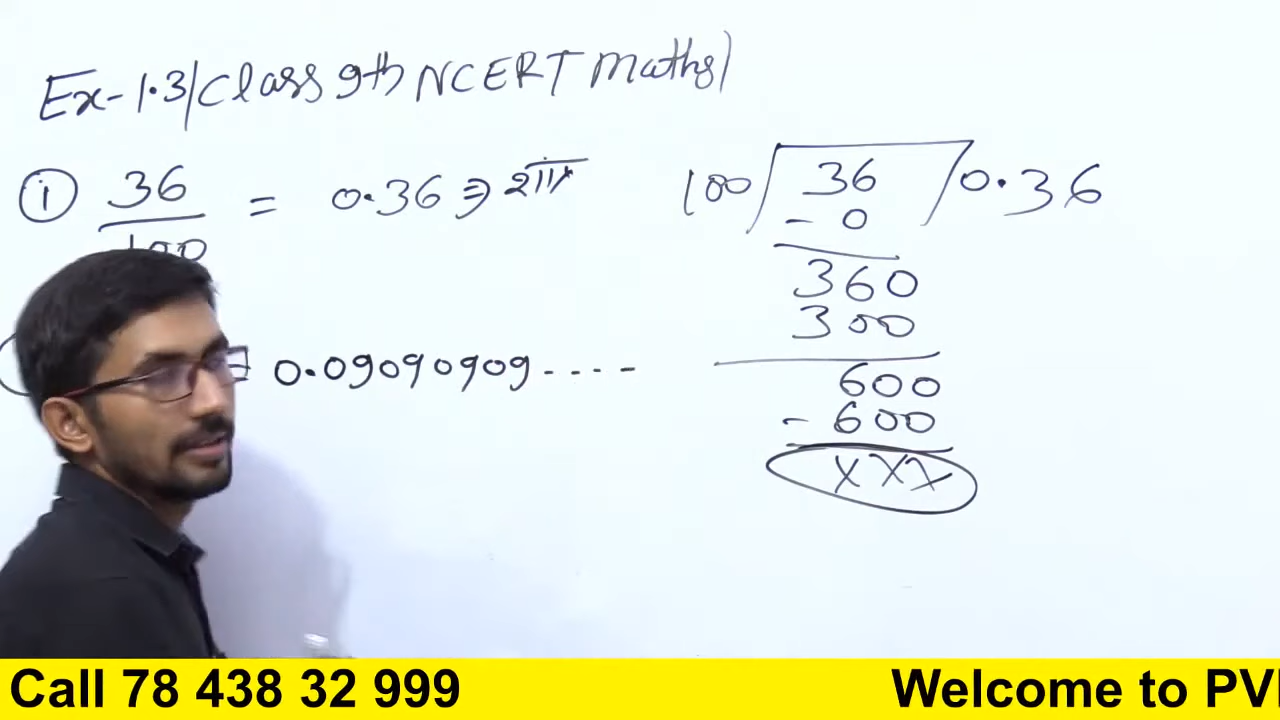 Ex-1.3/Class 9th NCERT Maths)
① 36/100 = 0.36 ⇒ सांत
= 0.09090909....
100 ) 36 ( 0.36
- 0
360
300
600
- 600
XXX
Call 78 438 32 999
Welcome to PV